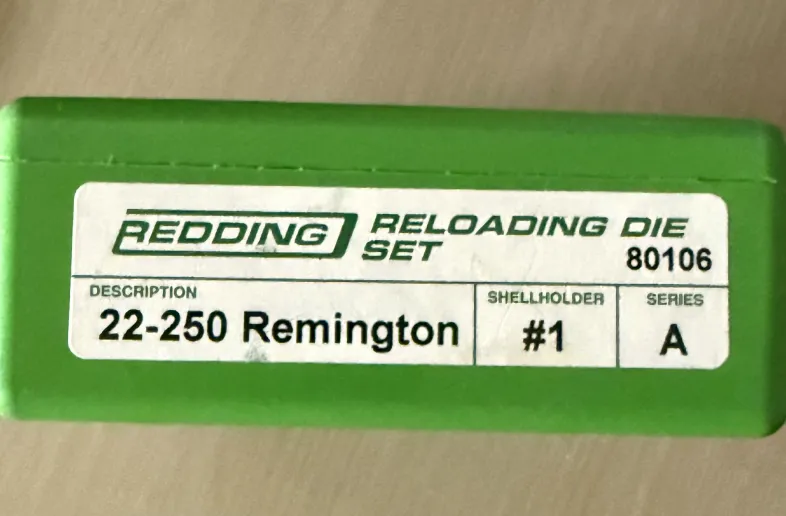 REDDING RELOADING DIE
SET 80106
DESCRIPTION SHELLHOLDER SERIES
22-250 Remington #1 A